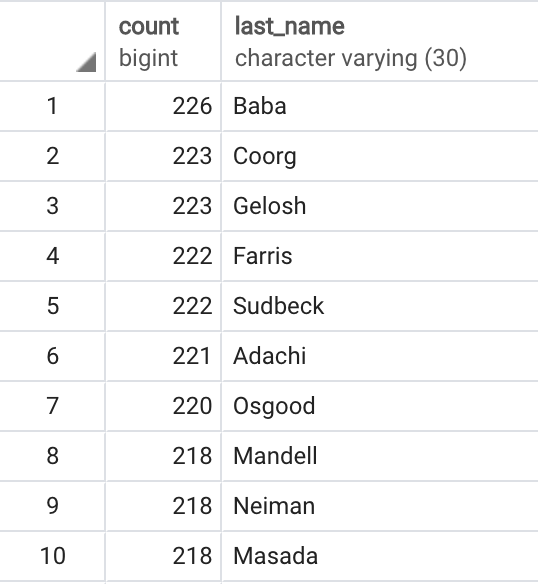 count last_name
bigint character varying (30)
1 226 Baba
2 223 Coorg
3 223 Gelosh
4 222 Farris
5 222 Sudbeck
6 221 Adachi
7 220 Osgood
8 218 Mandell
9 218 Neiman
10 218 Masada